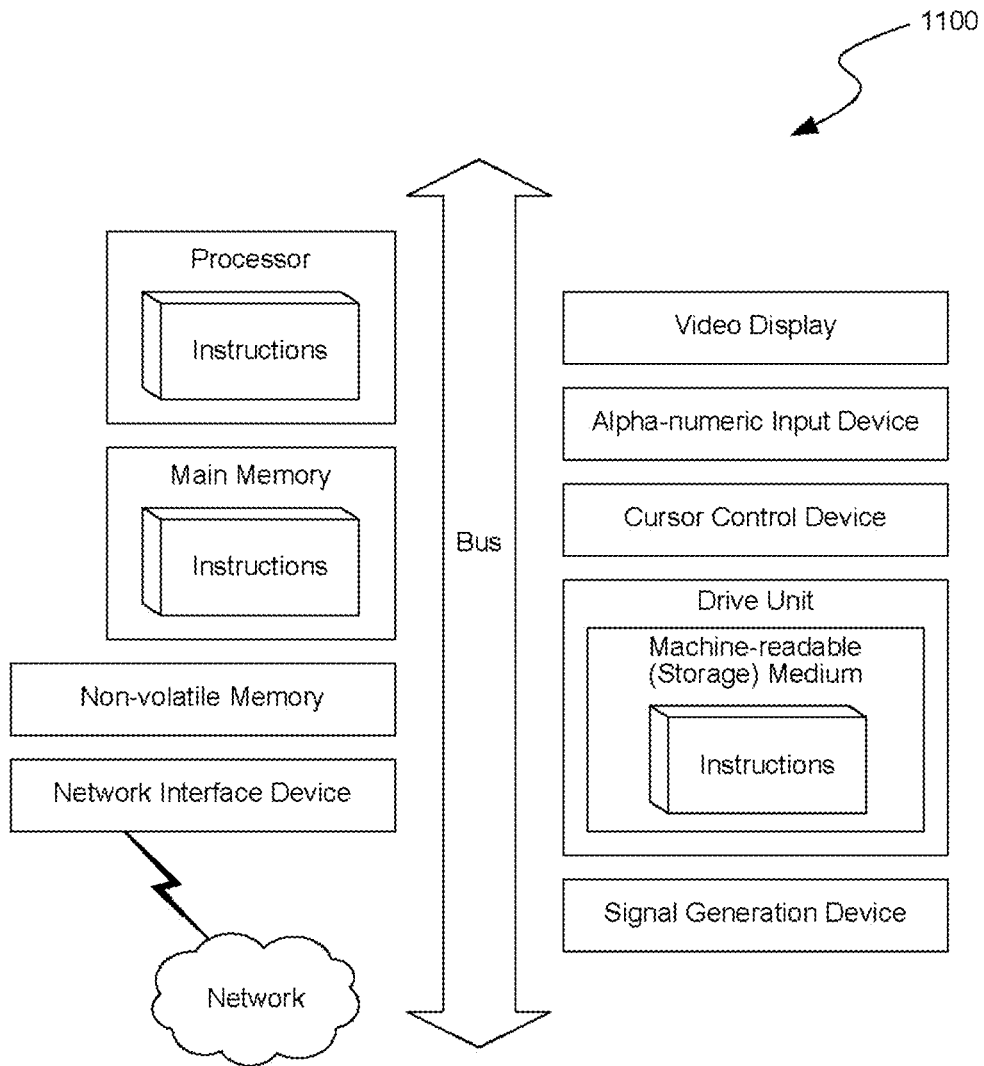 1100
Processor
Instructions
Main Memory
Instructions
Non-volatile Memory
Network Interface Device
Network
Bus
Video Display
Alpha-numeric Input Device
Cursor Control Device
Drive Unit
Machine-readable
(Storage) Medium
Instructions
Signal Generation Device